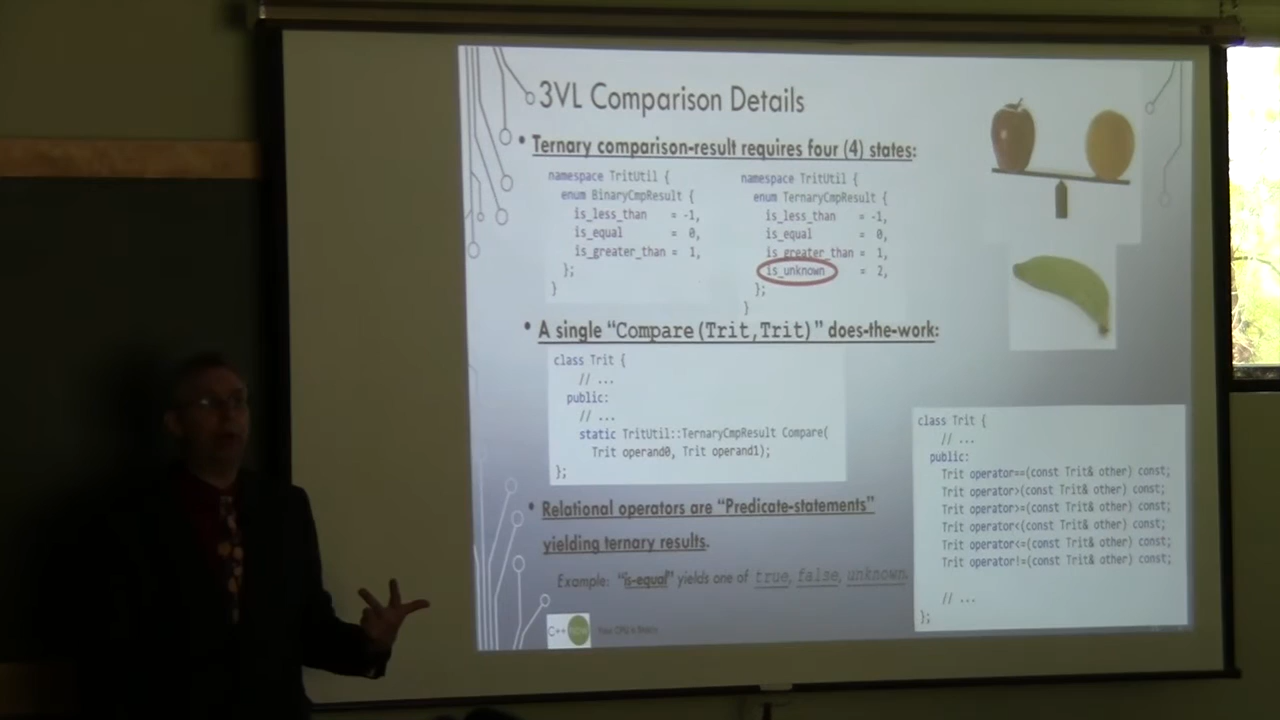 3VL Comparison Details
• Ternary comparison-result requires four (4) states:
namespace TritUtil {
enum BinaryCmpResult {
is_less_than = -1,
is_equal = 0,
is_greater_than = 1,
};
}
namespace TritUtil {
enum TernaryCmpResult {
is_less_than = -1,
is_equal = 0,
is_greater_than = 1,
is_unknown = 2,
};
}
• A single “Compare(Trit,Trit)” does-the-work:
class Trit {
// ...
public:
// ...
static TritUtil::TernaryCmpResult Compare(
Trit operand0, Trit operand1);
};
• Relational operators are “Predicate-statements”
yielding ternary results.
Example: “is-equal” yields one of true, false, unknown.
class Trit {
// ...
public:
Trit operator==(const Trit& other) const;
Trit operator>(const Trit& other) const;
Trit operator>=(const Trit& other) const;
Trit operator<(const Trit& other) const;
Trit operator<=(const Trit& other) const;
Trit operator!=(const Trit& other) const;
// ...
};
C++ now
Your CPU is Binary